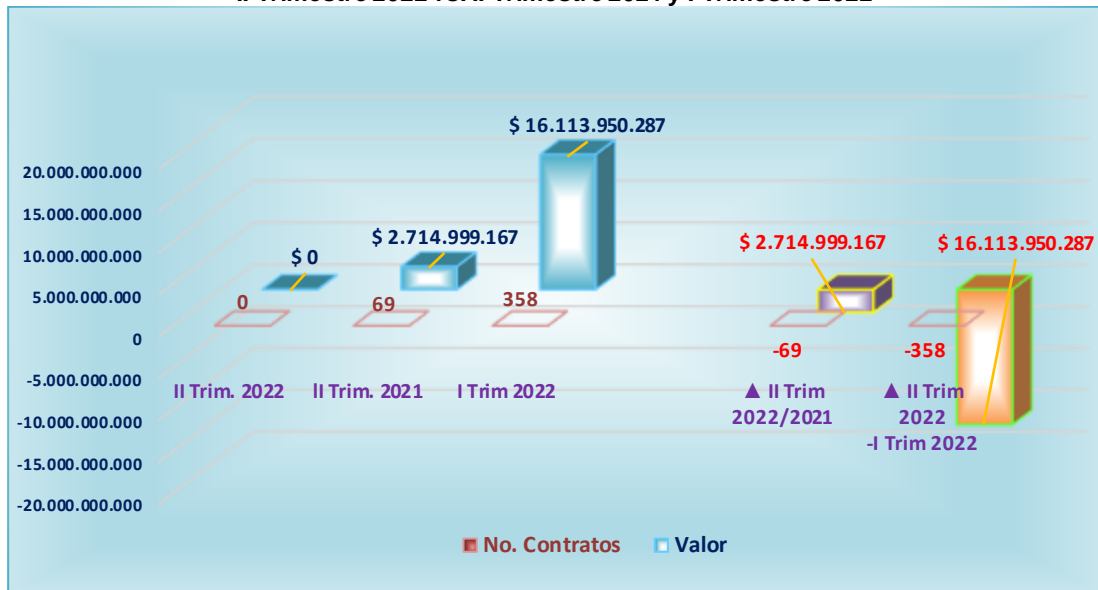 $ 16.113.950.287
20.000.000.000
15.000.000.000
10.000.000.000
5.000.000.000
0
-5.000.000.000
-10.000.000.000
-15.000.000.000
-20.000.000.000
$ 0
$ 2.714.999.167
$ 2.714.999.167
$ 16.113.950.287
0
69
358
-69
-358
II Trim. 2022
II Trim. 2021
I Trim 2022
▲ II Trim
2022/2021
▲ II Trim
2022
-I Trim 2022
No. Contratos
Valor